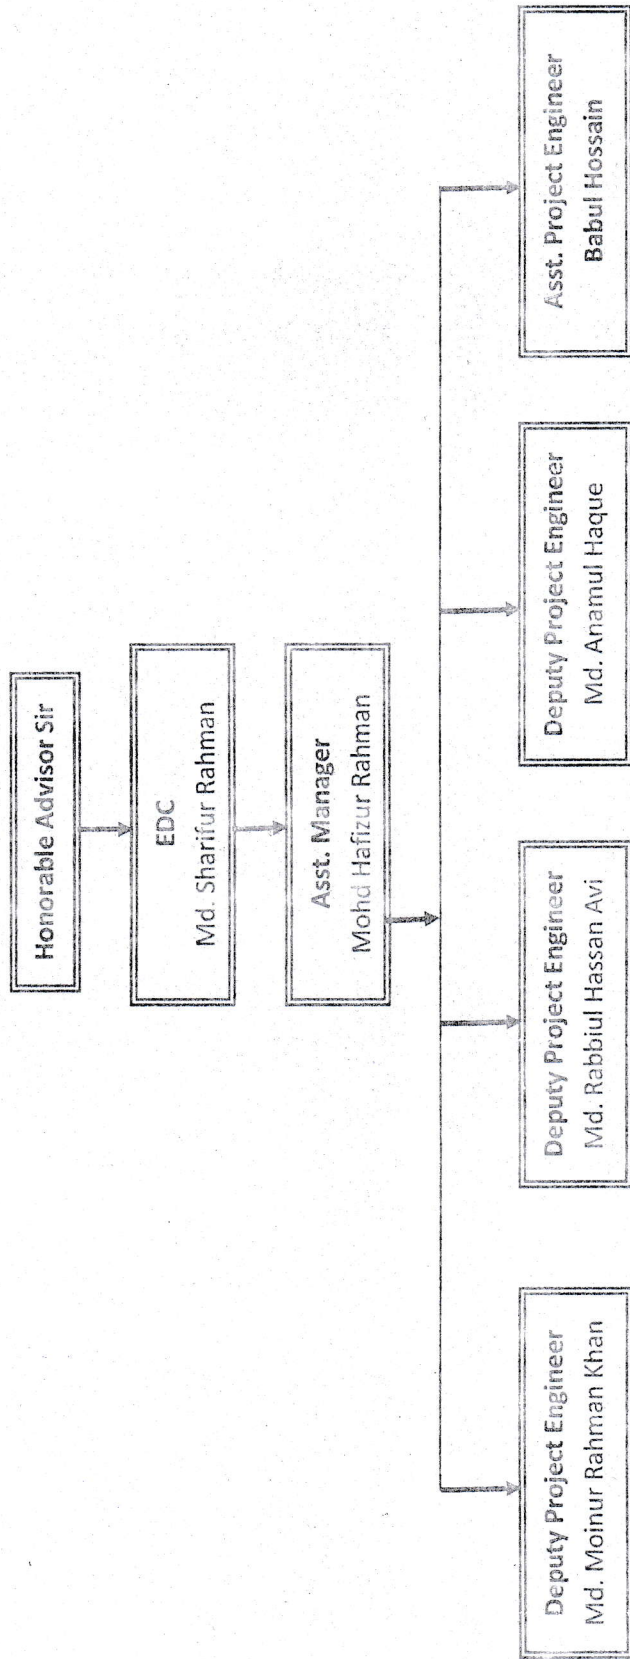 Honorable Advisor Sir
EDC
Md. Sharifur Rahman
Asst. Manager
Mohd Hafizur Rahman
Deputy Project Engineer
Md. Moinur Rahman Khan
Deputy Project Engineer
Md. Rabbiul Hassan Avi
Deputy Project Engineer
Md. Anamul Haque
Asst. Project Engineer
Babul Hossain